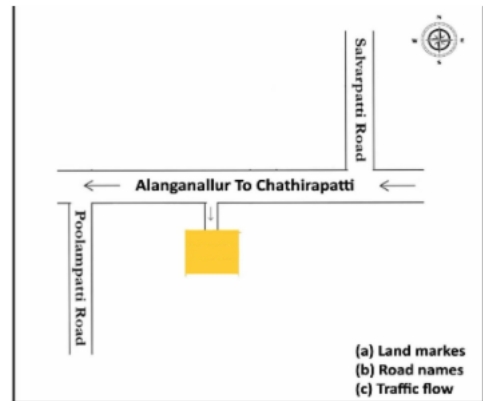 N
W
E
S
Salvarpatti Road
Alanganallur To Chathirapatti
Poolampatti Road
(a) Land markes
(b) Road names
(c) Traffic flow